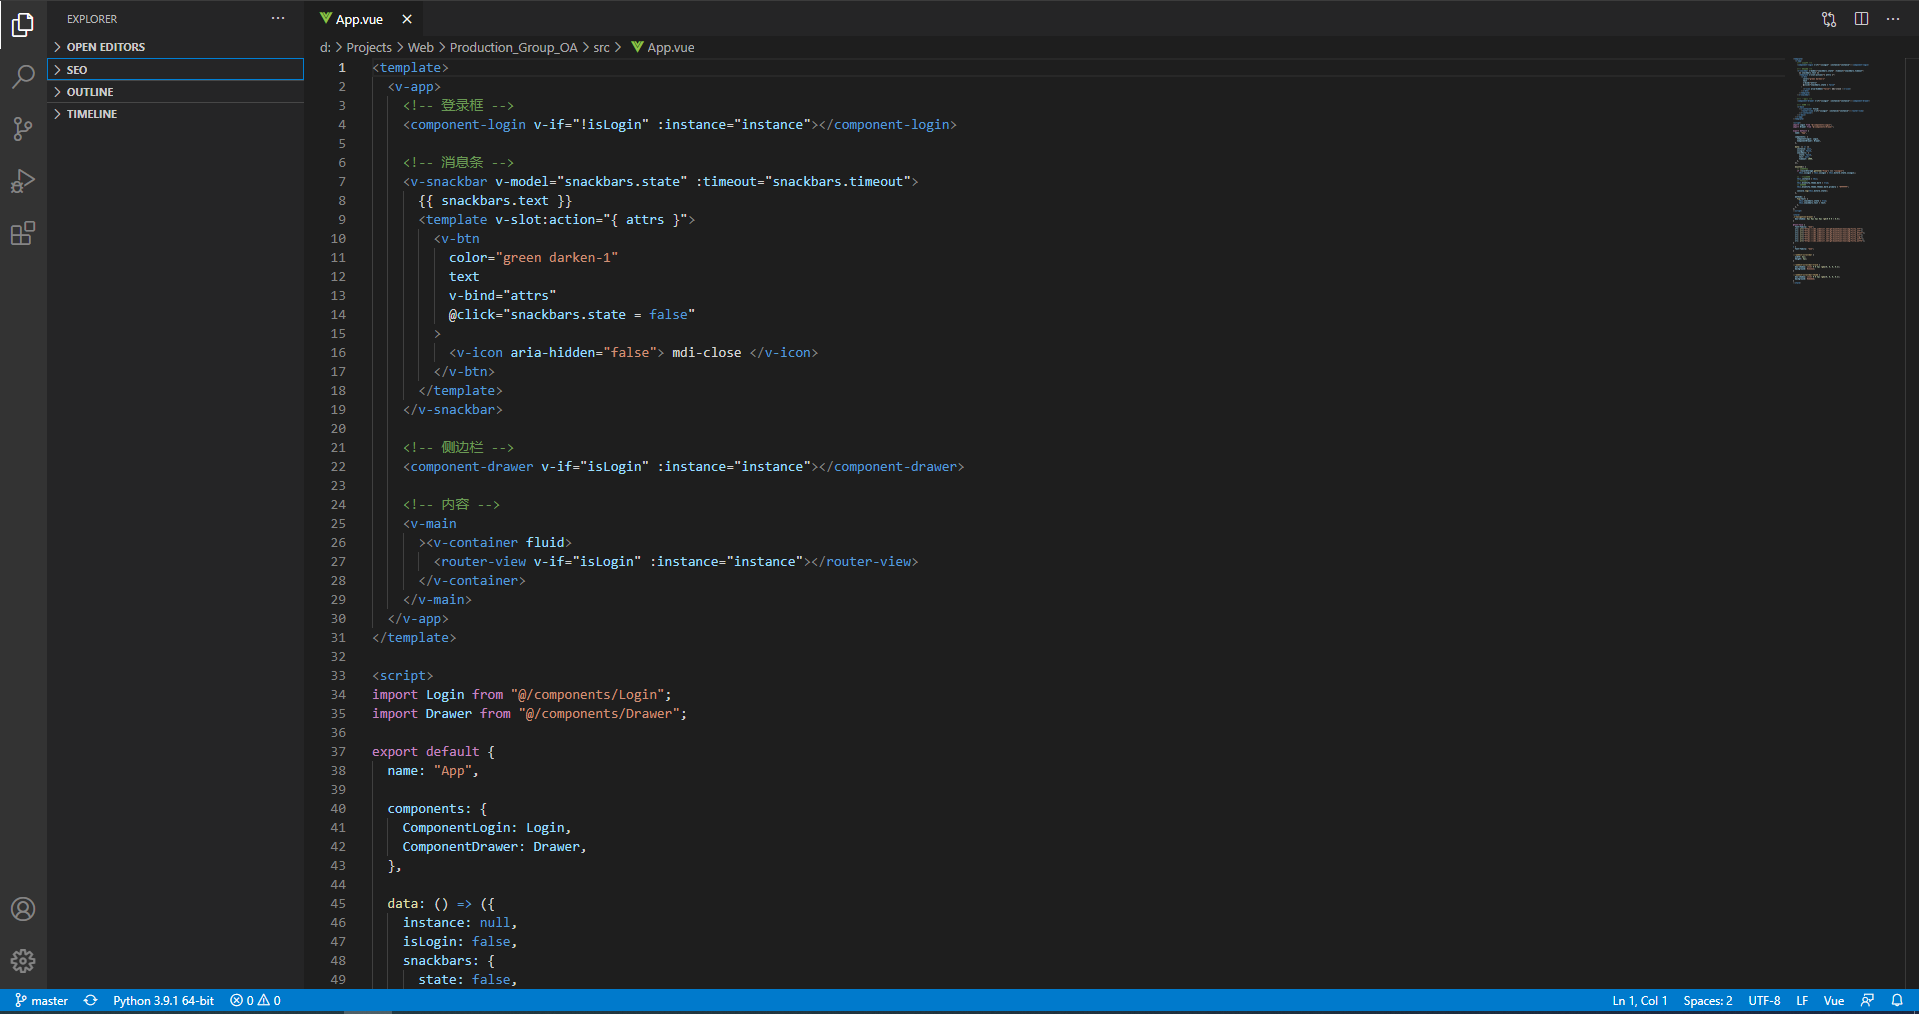 EXPLORER
OPEN EDITORS
SEO
OUTLINE
TIMELINE
App.vue
d: > Projects > Web > Production_Group_OA > src > App.vue
1 <template>
2 <v-app>
3 <!-- 登录框 -->
4 <component-login v-if="!isLogin" :instance="instance"></component-login>
5
6 <!-- 消息条 -->
7 <v-snackbar v-model="snackbars.state" :timeout="snackbars.timeout">
8 {{ snackbars.text }}
9 <template v-slot:action="{ attrs }">
10 <v-btn
11 color="green darken-1"
12 text
13 v-bind="attrs"
14 @click="snackbars.state = false"
15 >
16 <v-icon aria-hidden="false"> mdi-close </v-icon>
17 </v-btn>
18 </template>
19 </v-snackbar>
20
21 <!-- 侧边栏 -->
22 <component-drawer v-if="isLogin" :instance="instance"></component-drawer>
23
24 <!-- 内容 -->
25 <v-main
26 ><v-container fluid>
27 <router-view v-if="isLogin" :instance="instance"></router-view>
28 </v-container>
29 </v-main>
30 </v-app>
31 </template>
32
33 <script>
34 import Login from "@/components/Login";
35 import Drawer from "@/components/Drawer";
36
37 export default {
38 name: "App",
39
40 components: {
41 ComponentLogin: Login,
42 ComponentDrawer: Drawer,
43 },
44
45 data: () => ({
46 instance: null,
47 isLogin: false,
48 snackbars: {
49 state: false,
master Python 3.9.1 64-bit 0 0 Ln 1, Col 1 Spaces: 2 UTF-8 LF Vue